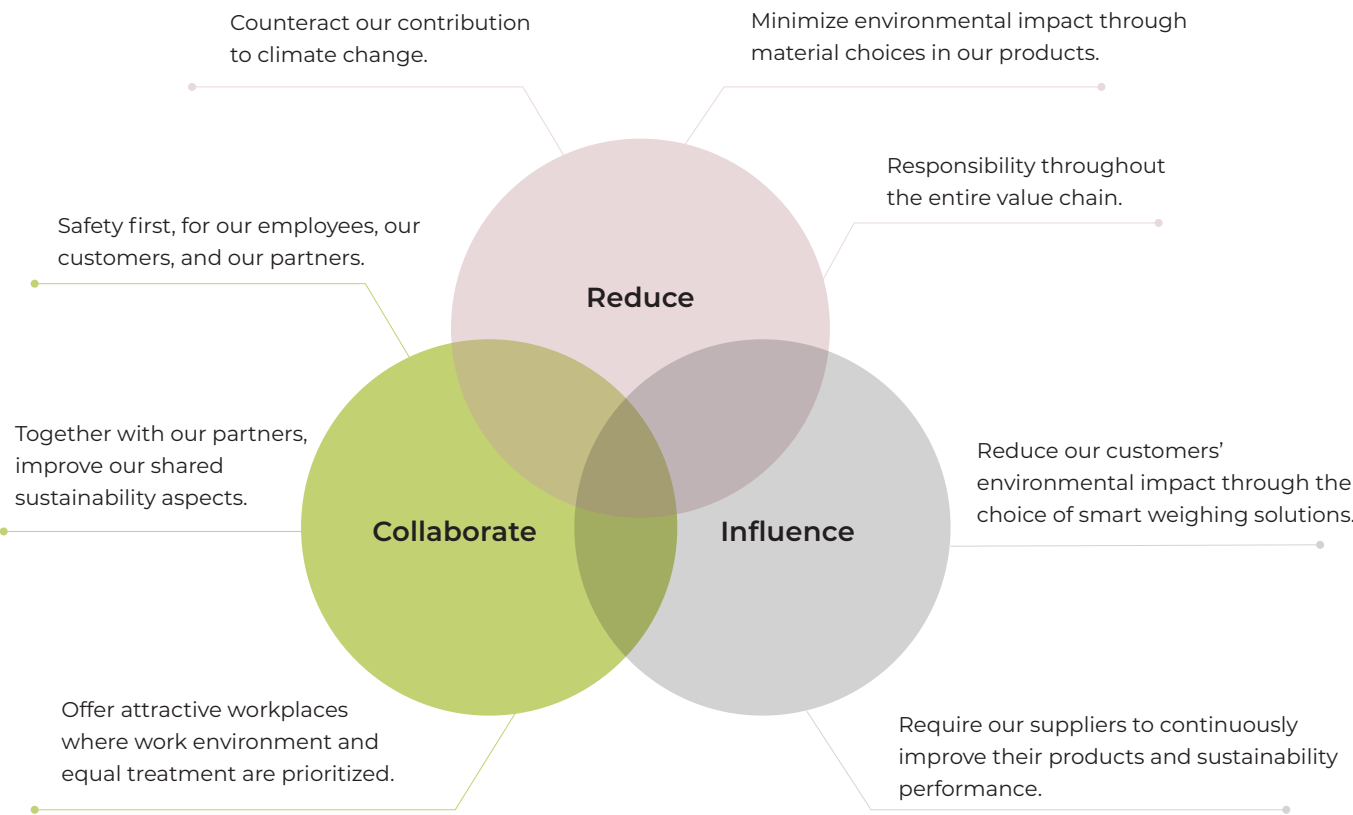 Counteract our contribution
to climate change.
Minimize environmental impact through
material choices in our products.
Responsibility throughout
the entire value chain.
Safety first, for our employees, our
customers, and our partners.
Reduce
Together with our partners,
improve our shared
sustainability aspects.
Collaborate
Influence
Reduce our customers’
environmental impact through the
choice of smart weighing solutions.
Offer attractive workplaces
where work environment and
equal treatment are prioritized.
Require our suppliers to continuously
improve their products and sustainability
performance.